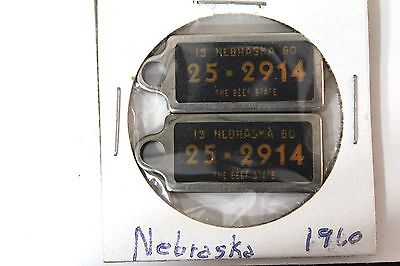 19 NEBRASKA 60
25-2914
THE BEEF STATE
19 NEBRASKA 60
25-2914
THE BEEF STATE
Nebraska 1960